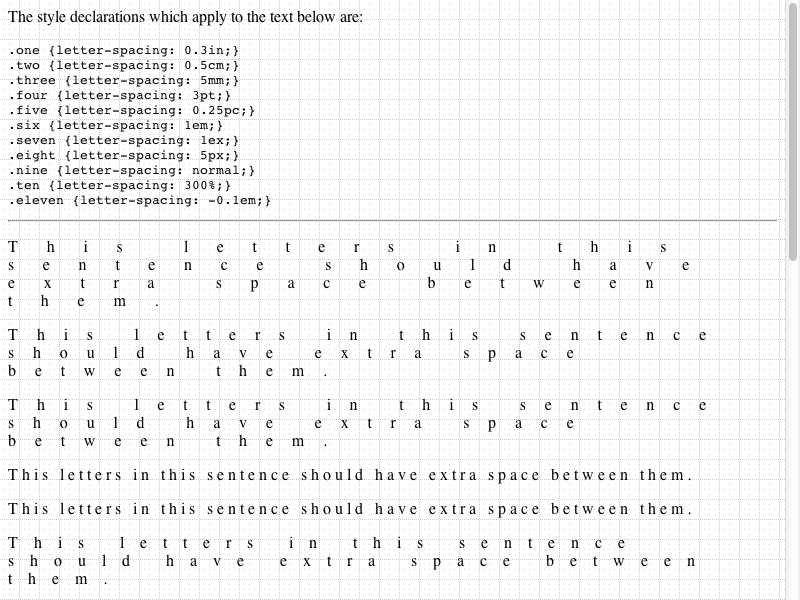 The style declarations which apply to the text below are:
.one {letter-spacing: 0.3in;}
.two {letter-spacing: 0.5cm;}
.three {letter-spacing: 5mm;}
.four {letter-spacing: 3pt;}
.five {letter-spacing: 0.25pc;}
.six {letter-spacing: 1em;}
.seven {letter-spacing: 1ex;}
.eight {letter-spacing: 5px;}
.nine {letter-spacing: normal;}
.ten {letter-spacing: 300%;}
.eleven {letter-spacing: -0.1em;}
This letters in this
sentence should have
extra space between
them.
This letters in this sentence
should have extra space
between them.
This letters in this sentence
should have extra space
between them.
This letters in this sentence should have extra space between them.
This letters in this sentence should have extra space between them.
This letters in this sentence
should have extra space between
them.